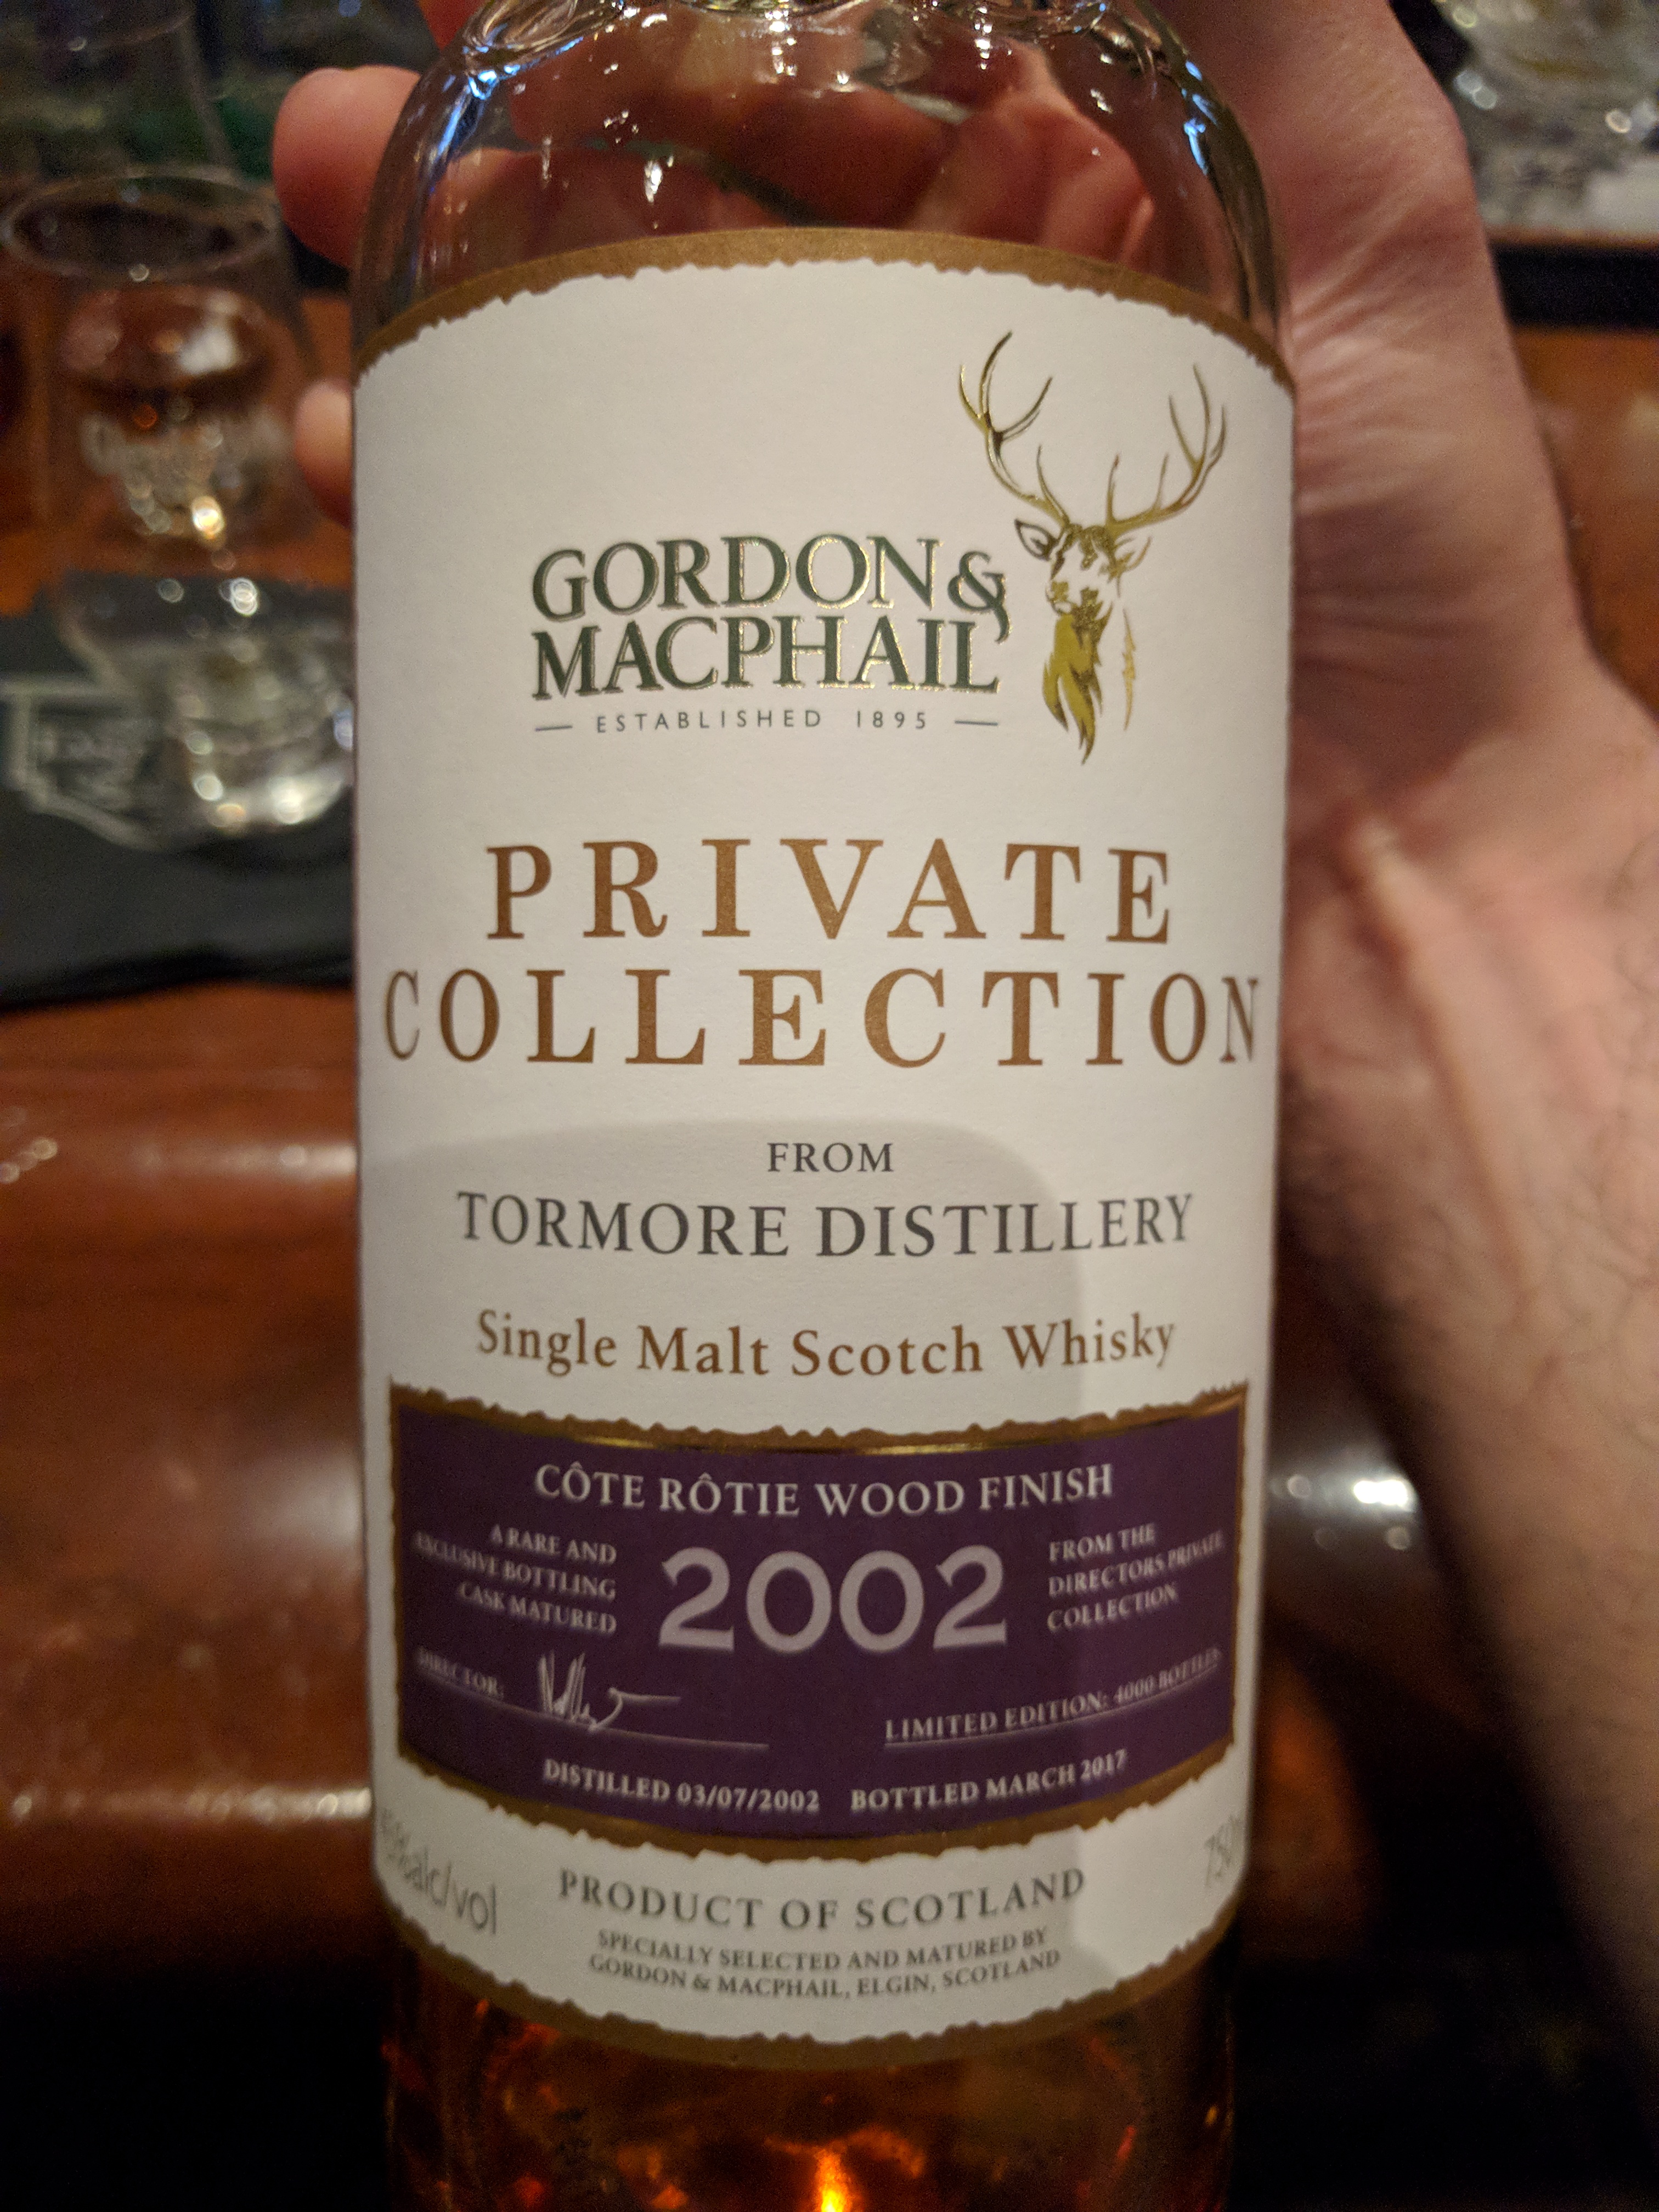 GORDON &
MACPHAIL
ESTABLISHED 1895
PRIVATE
COLLECTION
FROM
TORMORE DISTILLERY
Single Malt Scotch Whisky
CÔTE RÔTIE WOOD FINISH
A RARE AND
EXCLUSIVE BOTTLING
CASK MATURED
2002
FROM THE
DIRECTORS PRIVATE
COLLECTION
DIRECTOR:
LIMITED EDITION: 4000 BOTTLES
DISTILLED 03/07/2002 BOTTLED MARCH 2017
%alc/vol
PRODUCT OF SCOTLAND
SPECIALLY SELECTED AND MATURED BY
GORDON & MACPHAIL, ELGIN, SCOTLAND